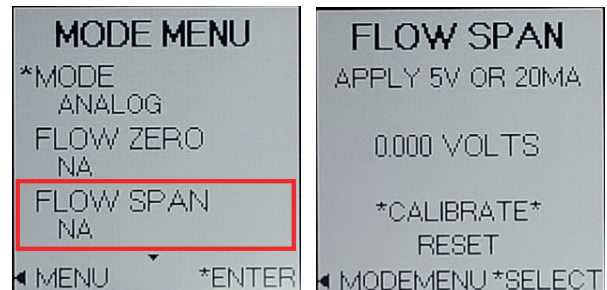 MODE MENU
*MODE
ANALOG
FLOW ZERO
NA
FLOW SPAN
NA
◀ MENU *ENTER
FLOW SPAN
APPLY 5V OR 20MA
0.000 VOLTS
*CALIBRATE*
RESET
◀ MODEMENU *SELECT